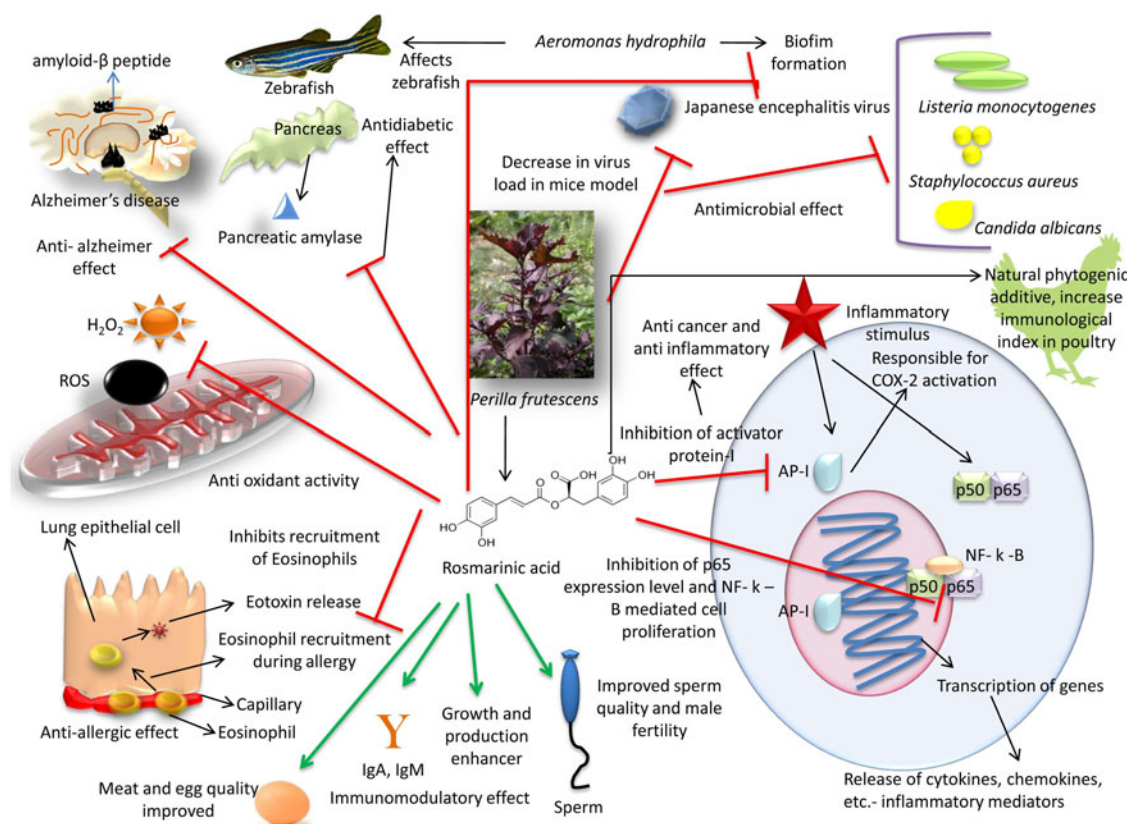 Aeromonas hydrophila
Biofim
formation
Affects
zebrafish
Zebrafish
amyloid-β peptide
Alzheimer's disease
Pancreas
Antidiabetic
effect
Pancreatic amylase
Anti- alzheimer
effect
Japanese encephalitis virus
Decrease in virus
load in mice model
Antimicrobial effect
Listeria monocytogenes
Staphylococcus aureus
Candida albicans
Natural phytogenic
additive, increase
immunological
index in poultry
H₂O₂
ROS
Anti oxidant activity
Perilla frutescens
Anti cancer and
anti inflammatory
effect
Inflammatory
stimulus
Responsible for
COX-2 activation
Inhibition of activator
protein-I
AP-I
p50
p65
O
OH
O
O
OH
OH
HO
OH
Rosmarinic acid
Inhibition of p65
expression level and NF- k –
B mediated cell
proliferation
NF- k -B
p50
p65
AP-I
Transcription of genes
Release of cytokines, chemokines,
etc.- inflammatory mediators
Lung epithelial cell
Inhibits recruitment
of Eosinophils
Eotoxin release
Eosinophil recruitment
during allergy
Capillary
Eosinophil
Anti-allergic effect
Meat and egg quality
improved
Y
IgA, IgM
Immunomodulatory effect
Growth and
production
enhancer
Improved sperm
quality and male
fertility
Sperm